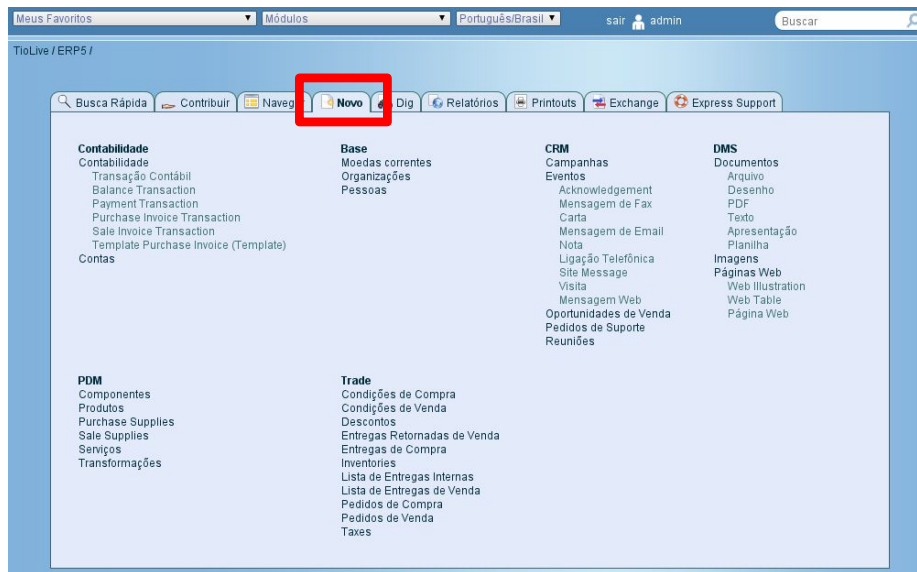 Meus Favoritos Módulos Português/Brasil sair admin Buscar
TioLive / ERP5 /
Busca Rápida Contribuir Navegar Novo Dig Relatórios Printouts Exchange Express Support
Contabilidade
Contabilidade
Transação Contábil
Balance Transaction
Payment Transaction
Purchase Invoice Transaction
Sale Invoice Transaction
Template Purchase Invoice (Template)
Contas
Base
Moedas correntes
Organizações
Pessoas
CRM
Campanhas
Eventos
Acknowledgement
Mensagem de Fax
Carta
Mensagem de Email
Nota
Ligação Telefônica
Site Message
Visita
Mensagem Web
Oportunidades de Venda
Pedidos de Suporte
Reuniões
DMS
Documentos
Arquivo
Desenho
PDF
Texto
Apresentação
Planilha
Imagens
Páginas Web
Web Illustration
Web Table
Página Web
PDM
Componentes
Produtos
Purchase Supplies
Sale Supplies
Serviços
Transformações
Trade
Condições de Compra
Condições de Venda
Descontos
Entregas Retornadas de Venda
Entregas de Compra
Inventories
Lista de Entregas Internas
Lista de Entregas de Venda
Pedidos de Compra
Pedidos de Venda
Taxes